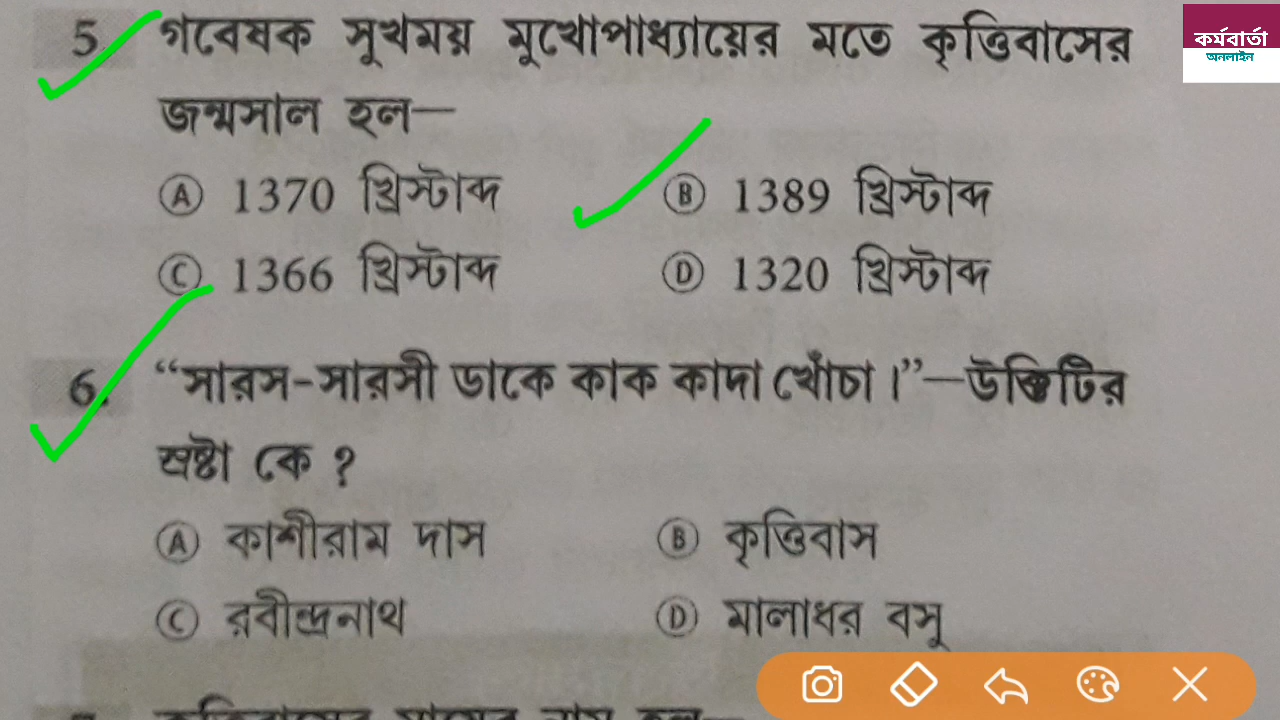 কর্মবার্তা
অনলাইন
5. গবেষক সুখময় মুখোপাধ্যায়ের মতে কৃত্তিবাসের
জন্মসাল হল—
Ⓐ 1370 খ্রিস্টাব্দ Ⓑ 1389 খ্রিস্টাব্দ
Ⓒ 1366 খ্রিস্টাব্দ Ⓓ 1320 খ্রিস্টাব্দ
6. “সারস-সারসী ডাকে কাক কাদা খোঁচা।”—উক্তিটির
স্রষ্টা কে ?
Ⓐ কাশীরাম দাস Ⓑ কৃত্তিবাস
Ⓒ রবীন্দ্রনাথ Ⓓ মালাধর বসু